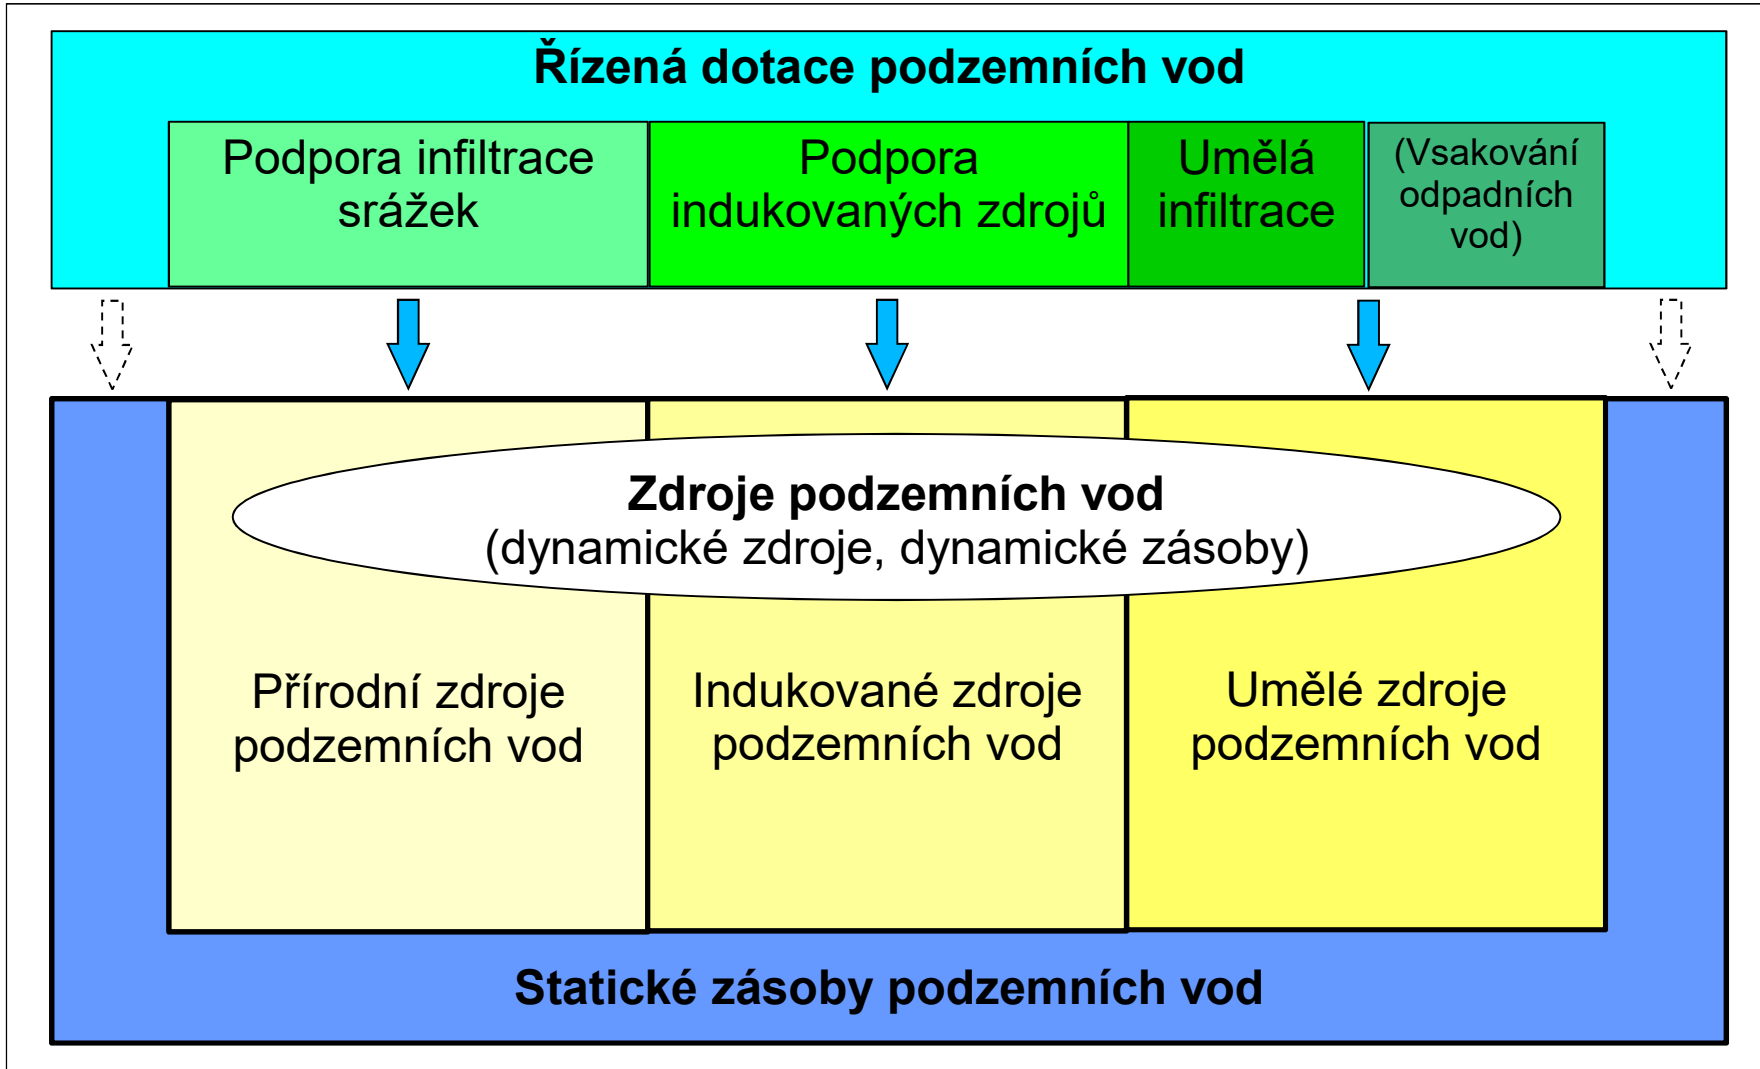 Řízená dotace podzemních vod
Podpora infiltrace
srážek
Podpora
indukovaných zdrojů
Umělá
infiltrace
(Vsakování
odpadních
vod)
Zdroje podzemních vod
(dynamické zdroje, dynamické zásoby)
Přírodní zdroje
podzemních vod
Indukované zdroje
podzemních vod
Umělé zdroje
podzemních vod
Statické zásoby podzemních vod